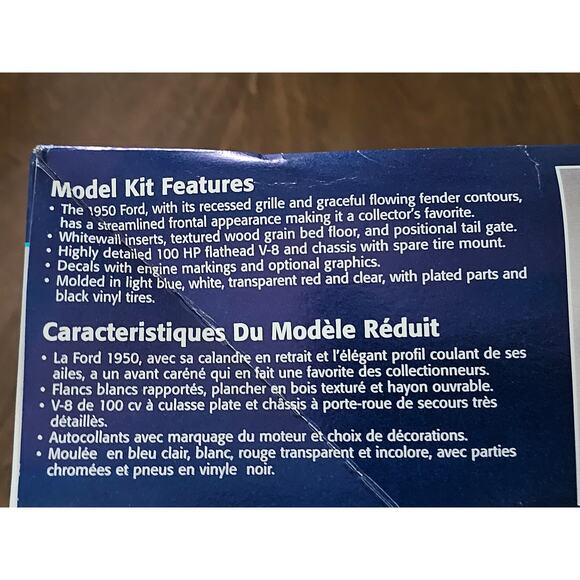 Model Kit Features
• The 1950 Ford, with its recessed grille and graceful flowing fender contours,
has a streamlined frontal appearance making it a collector's favorite.
• Whitewall inserts, textured wood grain bed floor, and positional tail gate.
• Highly detailed 100 HP flathead V-8 and chassis with spare tire mount.
• Decals with engine markings and optional graphics.
• Molded in light blue, white, transparent red and clear, with plated parts and
black vinyl tires.
Caracteristiques Du Modèle Réduit
• La Ford 1950, avec sa calandre en retrait et l'élégant profil coulant de ses
ailes, a un avant caréné qui en fait une favorite des collectionneurs.
• Flancs blancs rapportés, plancher en bois texturé et hayon ouvrable.
• V-8 de 100 cv à culasse plate et châssis à porte-roue de secours très
détaillés.
• Autocollants avec marquage du moteur et choix de décorations.
• Moulée en bleu clair, blanc, rouge transparent et incolore, avec parties
chromées et pneus en vinyle noir.